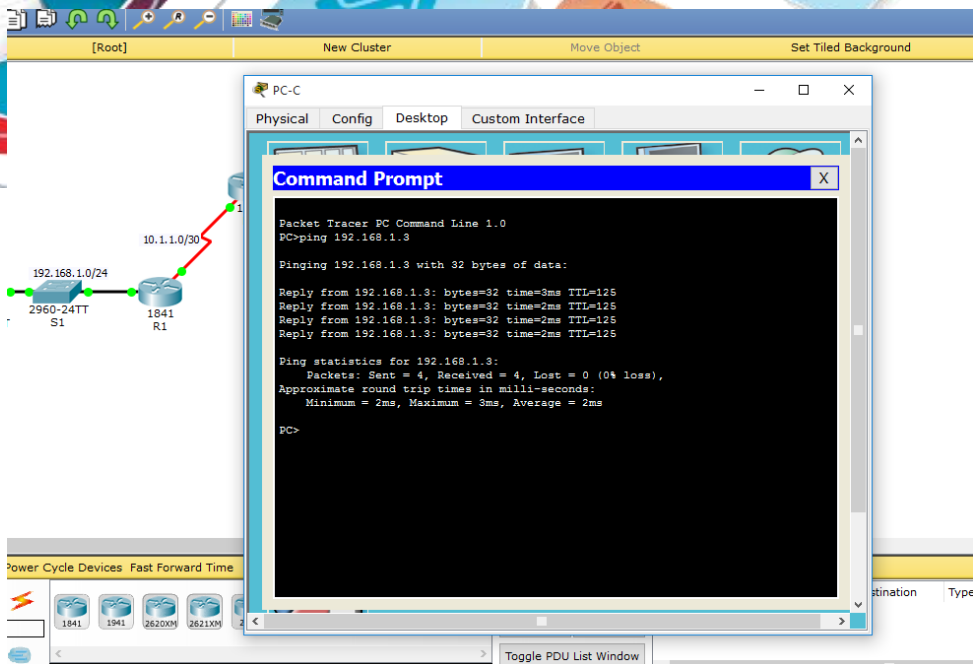 [Root] New Cluster Move Object Set Tiled Background
PC-C
Physical Config Desktop Custom Interface
Command Prompt X
Packet Tracer PC Command Line 1.0
PC>ping 192.168.1.3
Pinging 192.168.1.3 with 32 bytes of data:
Reply from 192.168.1.3: bytes=32 time=3ms TTL=125
Reply from 192.168.1.3: bytes=32 time=2ms TTL=125
Reply from 192.168.1.3: bytes=32 time=2ms TTL=125
Reply from 192.168.1.3: bytes=32 time=2ms TTL=125
Ping statistics for 192.168.1.3:
Packets: Sent = 4, Received = 4, Lost = 0 (0% loss),
Approximate round trip times in milli-seconds:
Minimum = 2ms, Maximum = 3ms, Average = 2ms
PC>
10.1.1.0/30
192.168.1.0/24
2960-24TT
S1
1841
R1
Power Cycle Devices Fast Forward Time
1841 1941 2620XM 2621XM
Toggle PDU List Window
stination Type